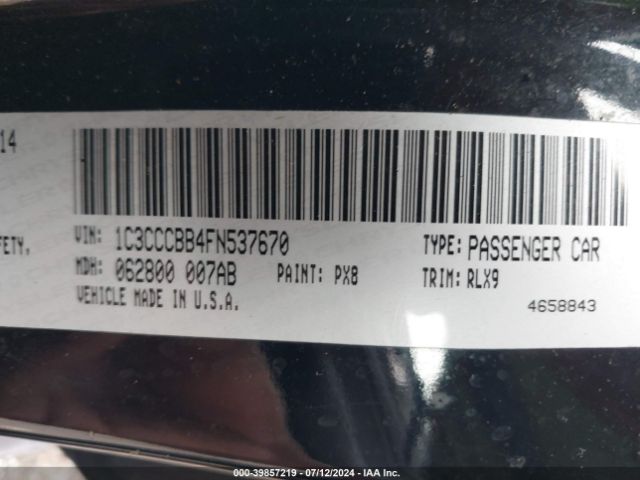 14
FETY.
VIN: 1C3CCCBB4FN537670
TYPE: PASSENGER CAR
MDH: 062800 007AB
PAINT: PX8
TRIM: RLX9
VEHICLE MADE IN U.S.A.
4658843
000-39857219 - 07/12/2024 - IAA Inc.